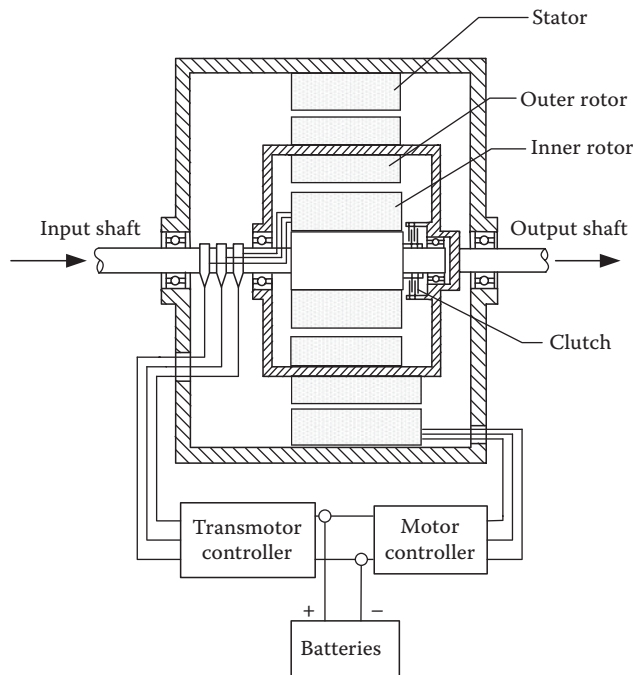 Stator
Outer rotor
Inner rotor
Input shaft
Output shaft
Clutch
Transmotor
controller
Motor
controller
+
−
Batteries